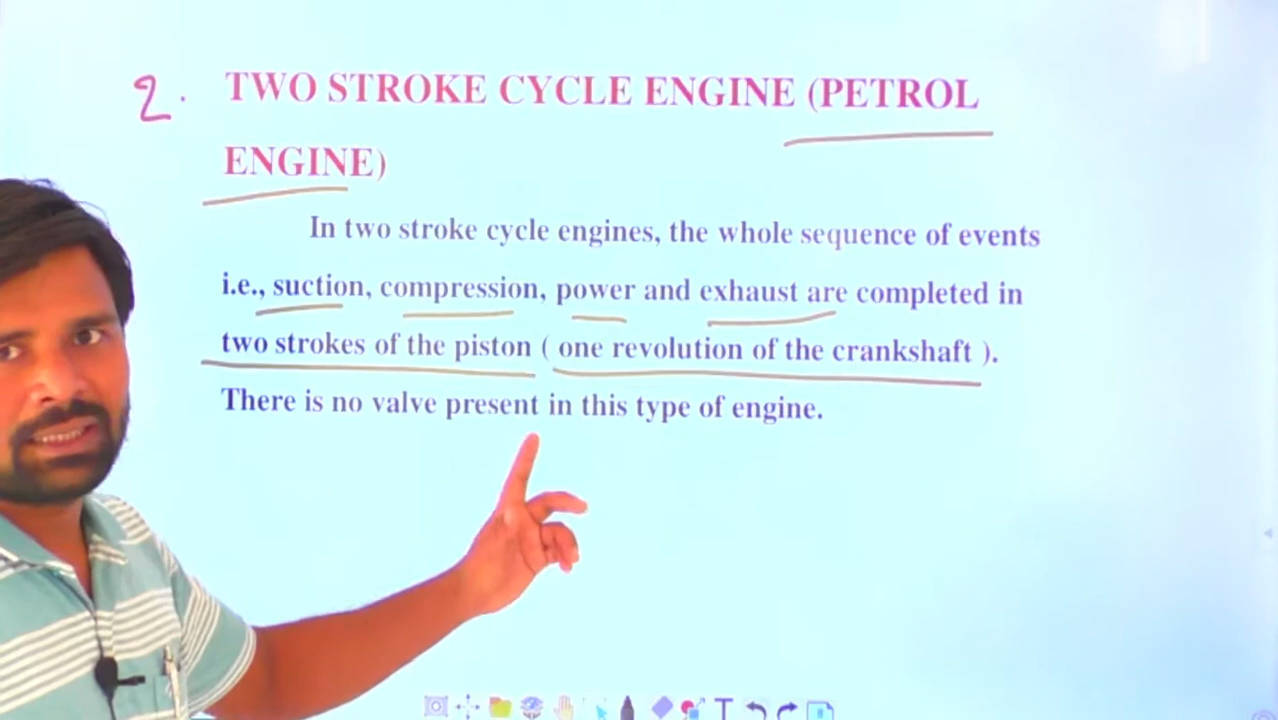 2. TWO STROKE CYCLE ENGINE (PETROL
ENGINE)
In two stroke cycle engines, the whole sequence of events
i.e., suction, compression, power and exhaust are completed in
two strokes of the piston ( one revolution of the crankshaft ).
There is no valve present in this type of engine.
T
8